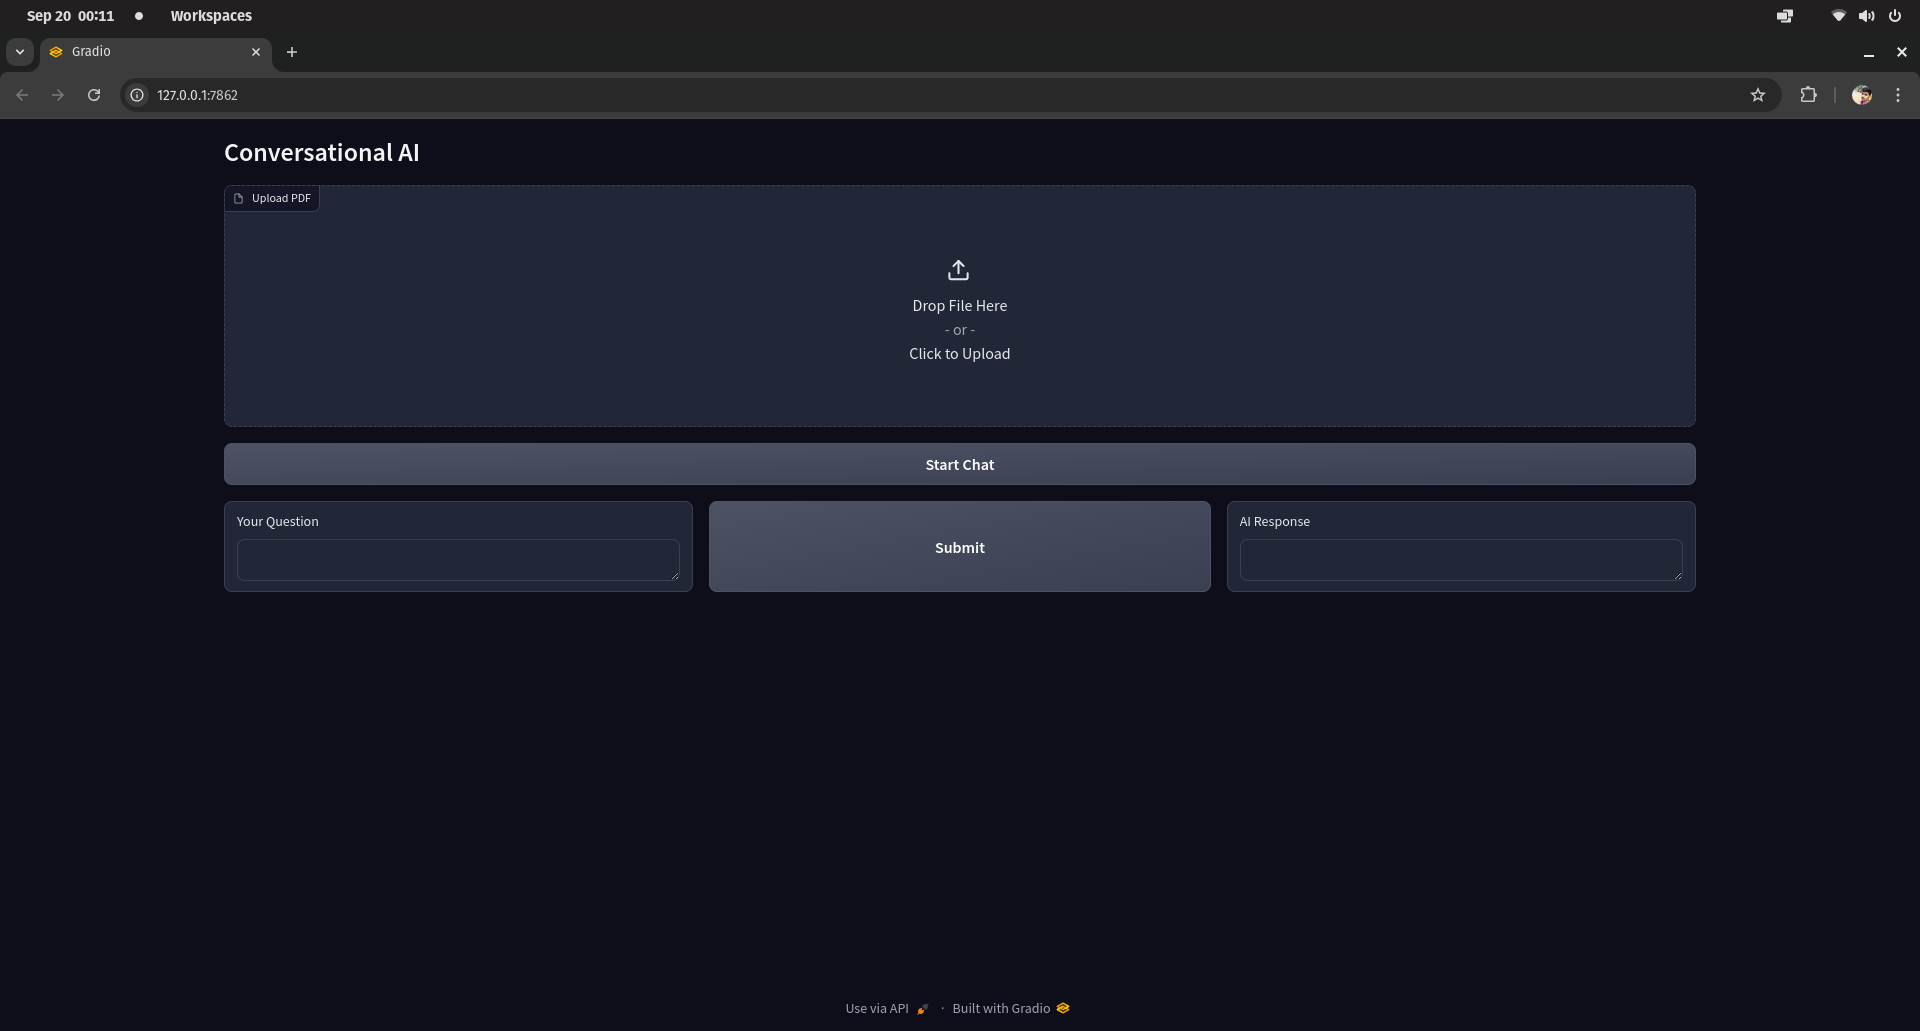 Sep 20 00:11 Workspaces
Gradio
127.0.0.1:7862
Conversational AI
Upload PDF
Drop File Here
- or -
Click to Upload
Start Chat
Your Question
Submit
AI Response
Use via API · Built with Gradio